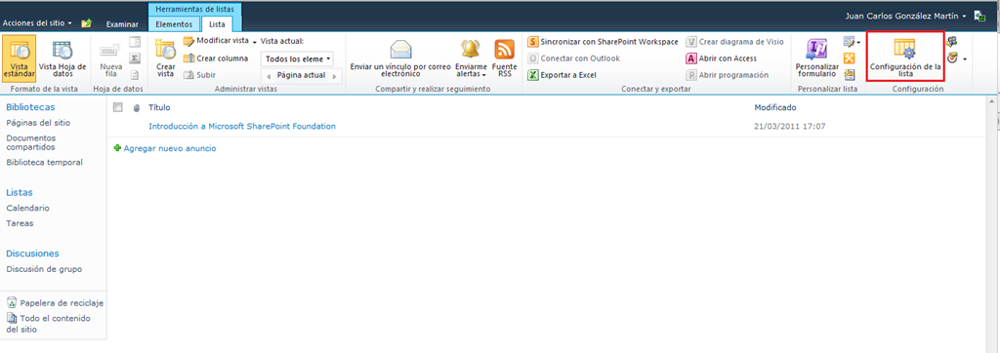 Herramientas de listas
Acciones del sitio
Examinar
Elementos
Lista
Juan Carlos González Martín
Vista estándar
Vista Hoja de datos
Formato de la vista
Nueva fila
Hoja de datos
Crear vista
Modificar vista
Crear columna
Subir
Vista actual:
Todos los eleme
Página actual
Administrar vistas
Enviar un vínculo por correo electrónico
Enviarme alertas
Fuente RSS
Compartir y realizar seguimiento
Sincronizar con SharePoint Workspace
Conectar con Outlook
Exportar a Excel
Crear diagrama de Visio
Abrir con Access
Abrir programación
Conectar y exportar
Personalizar formulario
Personalizar lista
Configuración de la lista
Configuración
Bibliotecas
Páginas del sitio
Documentos
compartidos
Biblioteca temporal
Listas
Calendario
Tareas
Discusiones
Discusión de grupo
Papelera de reciclaje
Todo el contenido
del sitio
Título
Modificado
Introducción a Microsoft SharePoint Foundation
21/03/2011 17:07
Agregar nuevo anuncio